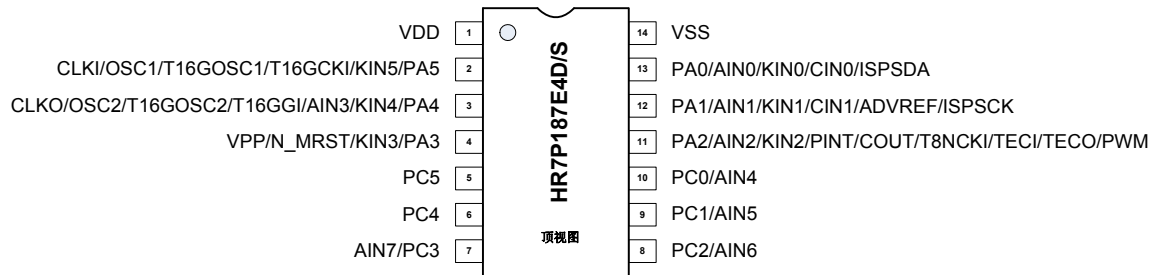 VDD 1 14 VSS
CLKI/OSC1/T16GOSC1/T16GCKI/KIN5/PA5 2 13 PA0/AIN0/KIN0/CIN0/ISPSDA
CLKO/OSC2/T16GOSC2/T16GGI/AIN3/KIN4/PA4 3 12 PA1/AIN1/KIN1/CIN1/ADVREF/ISPSCK
VPP/N_MRST/KIN3/PA3 4 11 PA2/AIN2/KIN2/PINT/COUT/T8NCKI/TECI/TECO/PWM
PC5 5 10 PC0/AIN4
PC4 6 9 PC1/AIN5
AIN7/PC3 7 8 PC2/AIN6
HR7P187E4D/S
顶视图